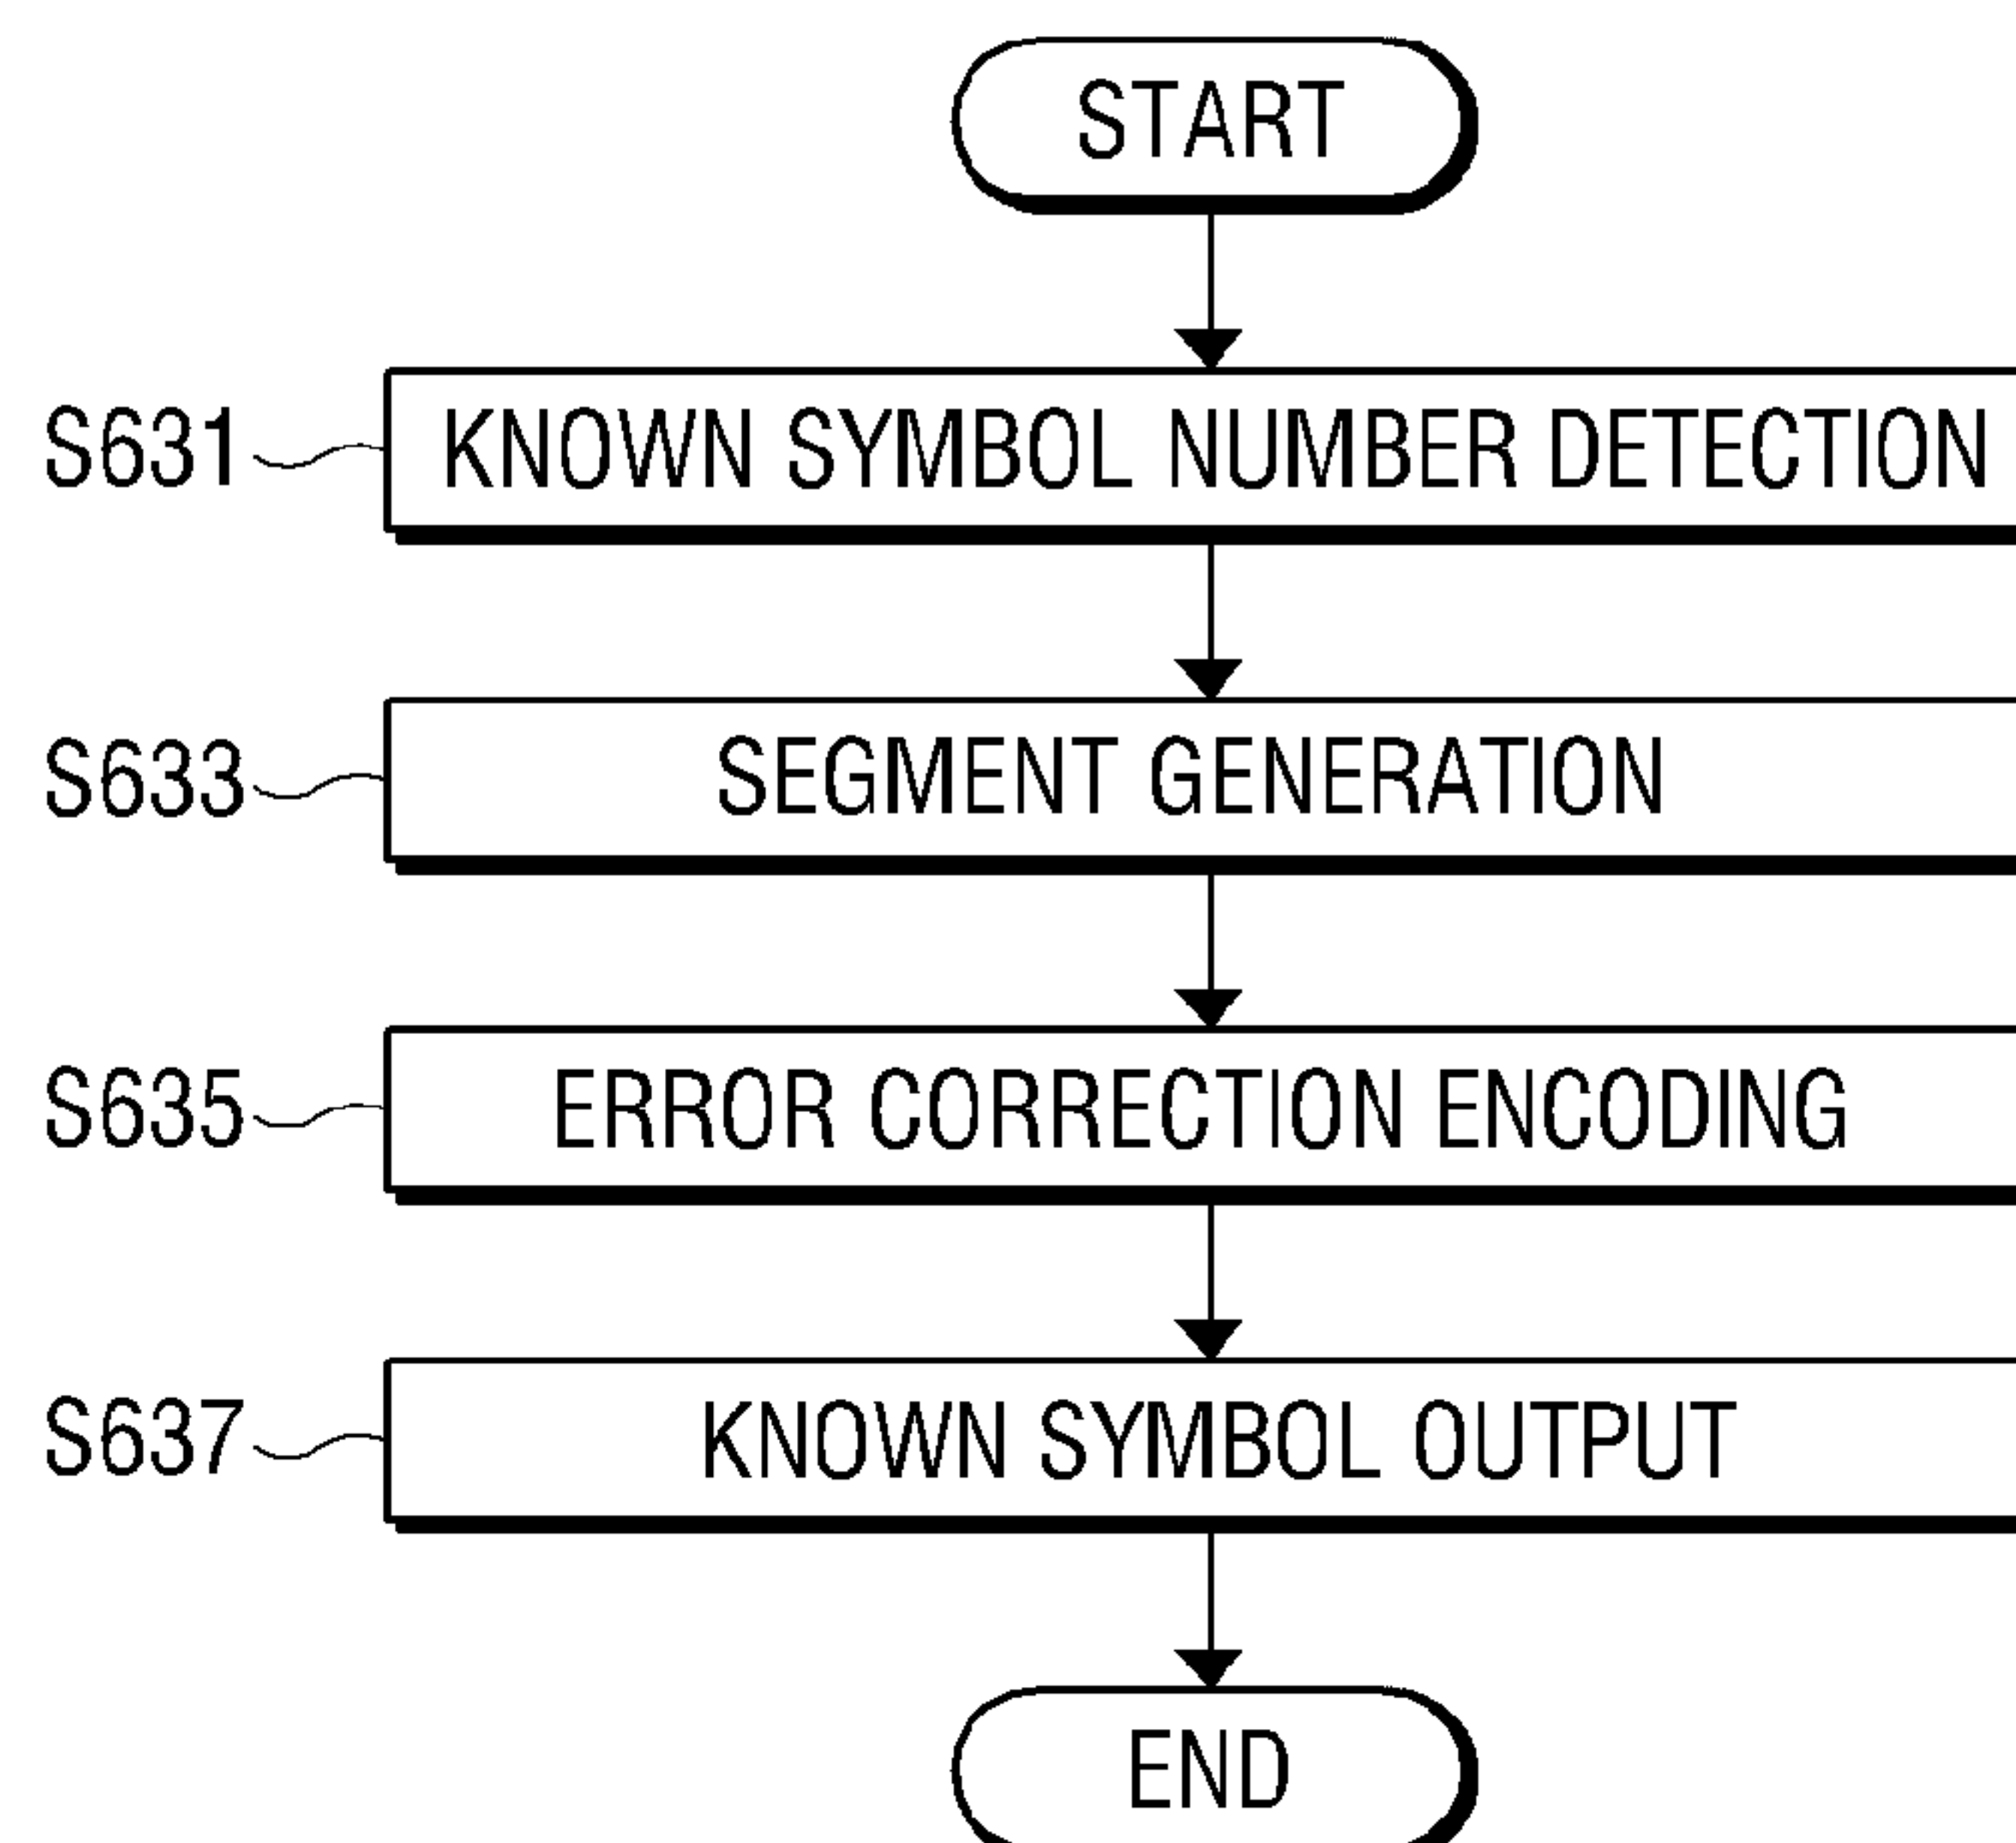 START
S631 KNOWN SYMBOL NUMBER DETECTION
S633 SEGMENT GENERATION
S635 ERROR CORRECTION ENCODING
S637 KNOWN SYMBOL OUTPUT
END